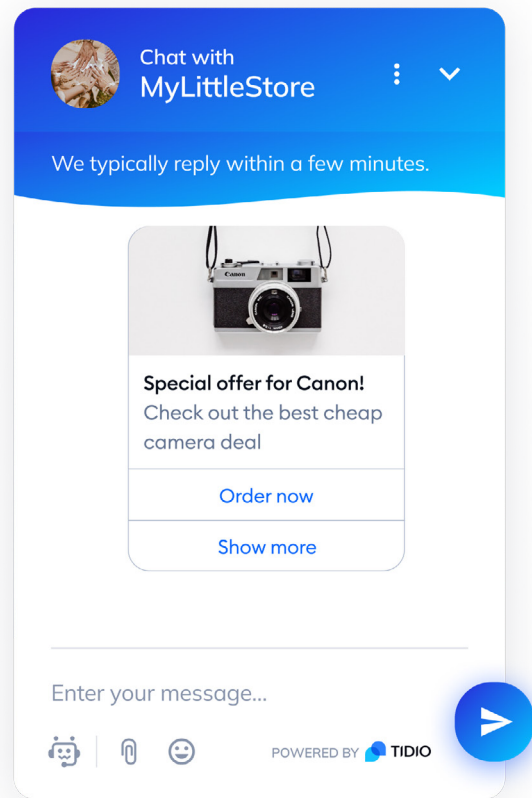 Chat with
MyLittleStore
We typically reply within a few minutes.
Canon
Special offer for Canon!
Check out the best cheap
camera deal
Order now
Show more
Enter your message...
POWERED BY TIDIO